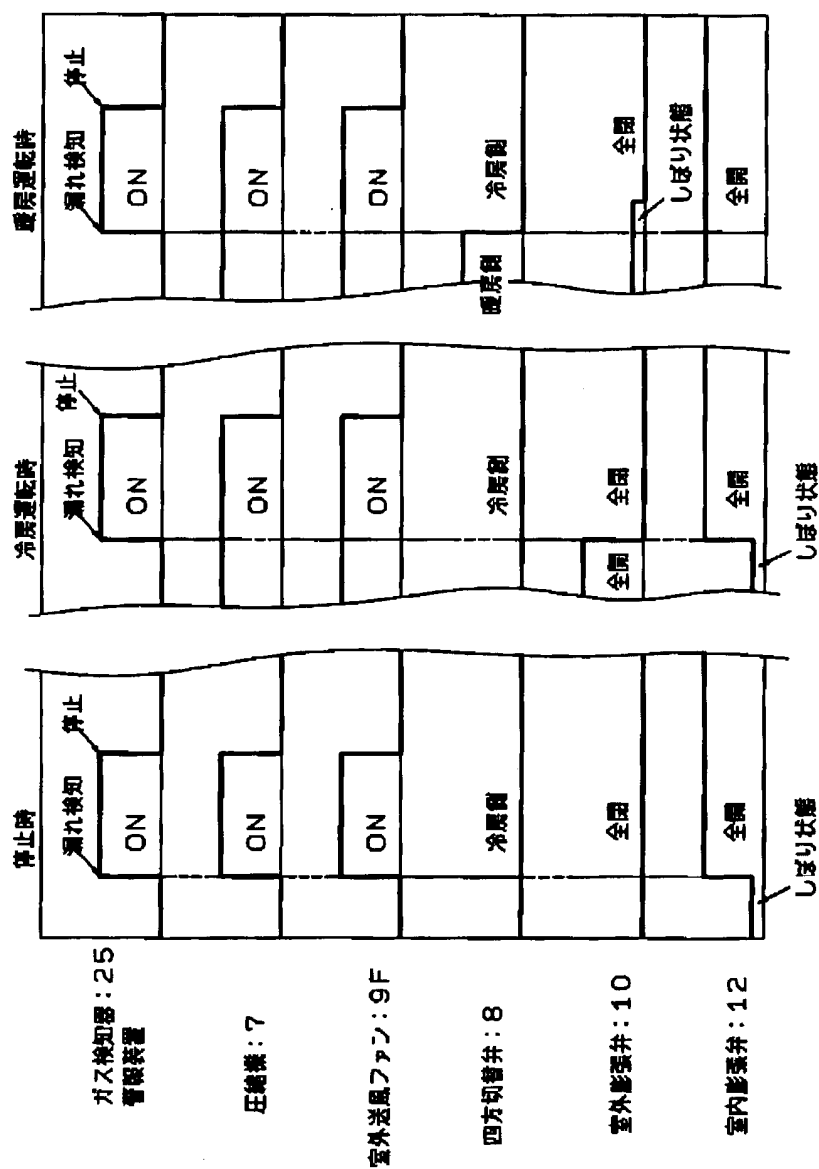 停止時
冷房運転時
暖房運転時
漏れ検知
停止
漏れ検知
停止
漏れ検知
停止
ガス検知器:25
警報装置
ON
ON
ON
圧縮機:7
ON
ON
ON
室外送風ファン:9F
ON
ON
ON
四方切替弁:8
冷房側
冷房側
暖房側
冷房側
室外膨張弁:10
全閉
全開
全閉
全閉
しぼり状態
室内膨張弁:12
全開
全開
全開
しぼり状態
しぼり状態